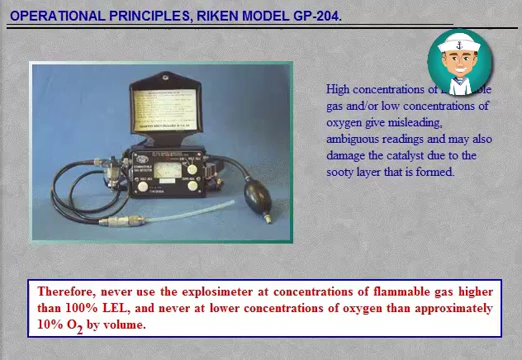 OPERATIONAL PRINCIPLES, RIKEN MODEL GP-204.
High concentrations of
gas and/or low concentrations of
oxygen give misleading,
ambiguous readings and may also
damage the catalyst due to the
sooty layer that is formed.
Therefore, never use the explosimeter at concentrations of flammable gas higher
than 100% LEL, and never at lower concentrations of oxygen than approximately
10% O2 by volume.